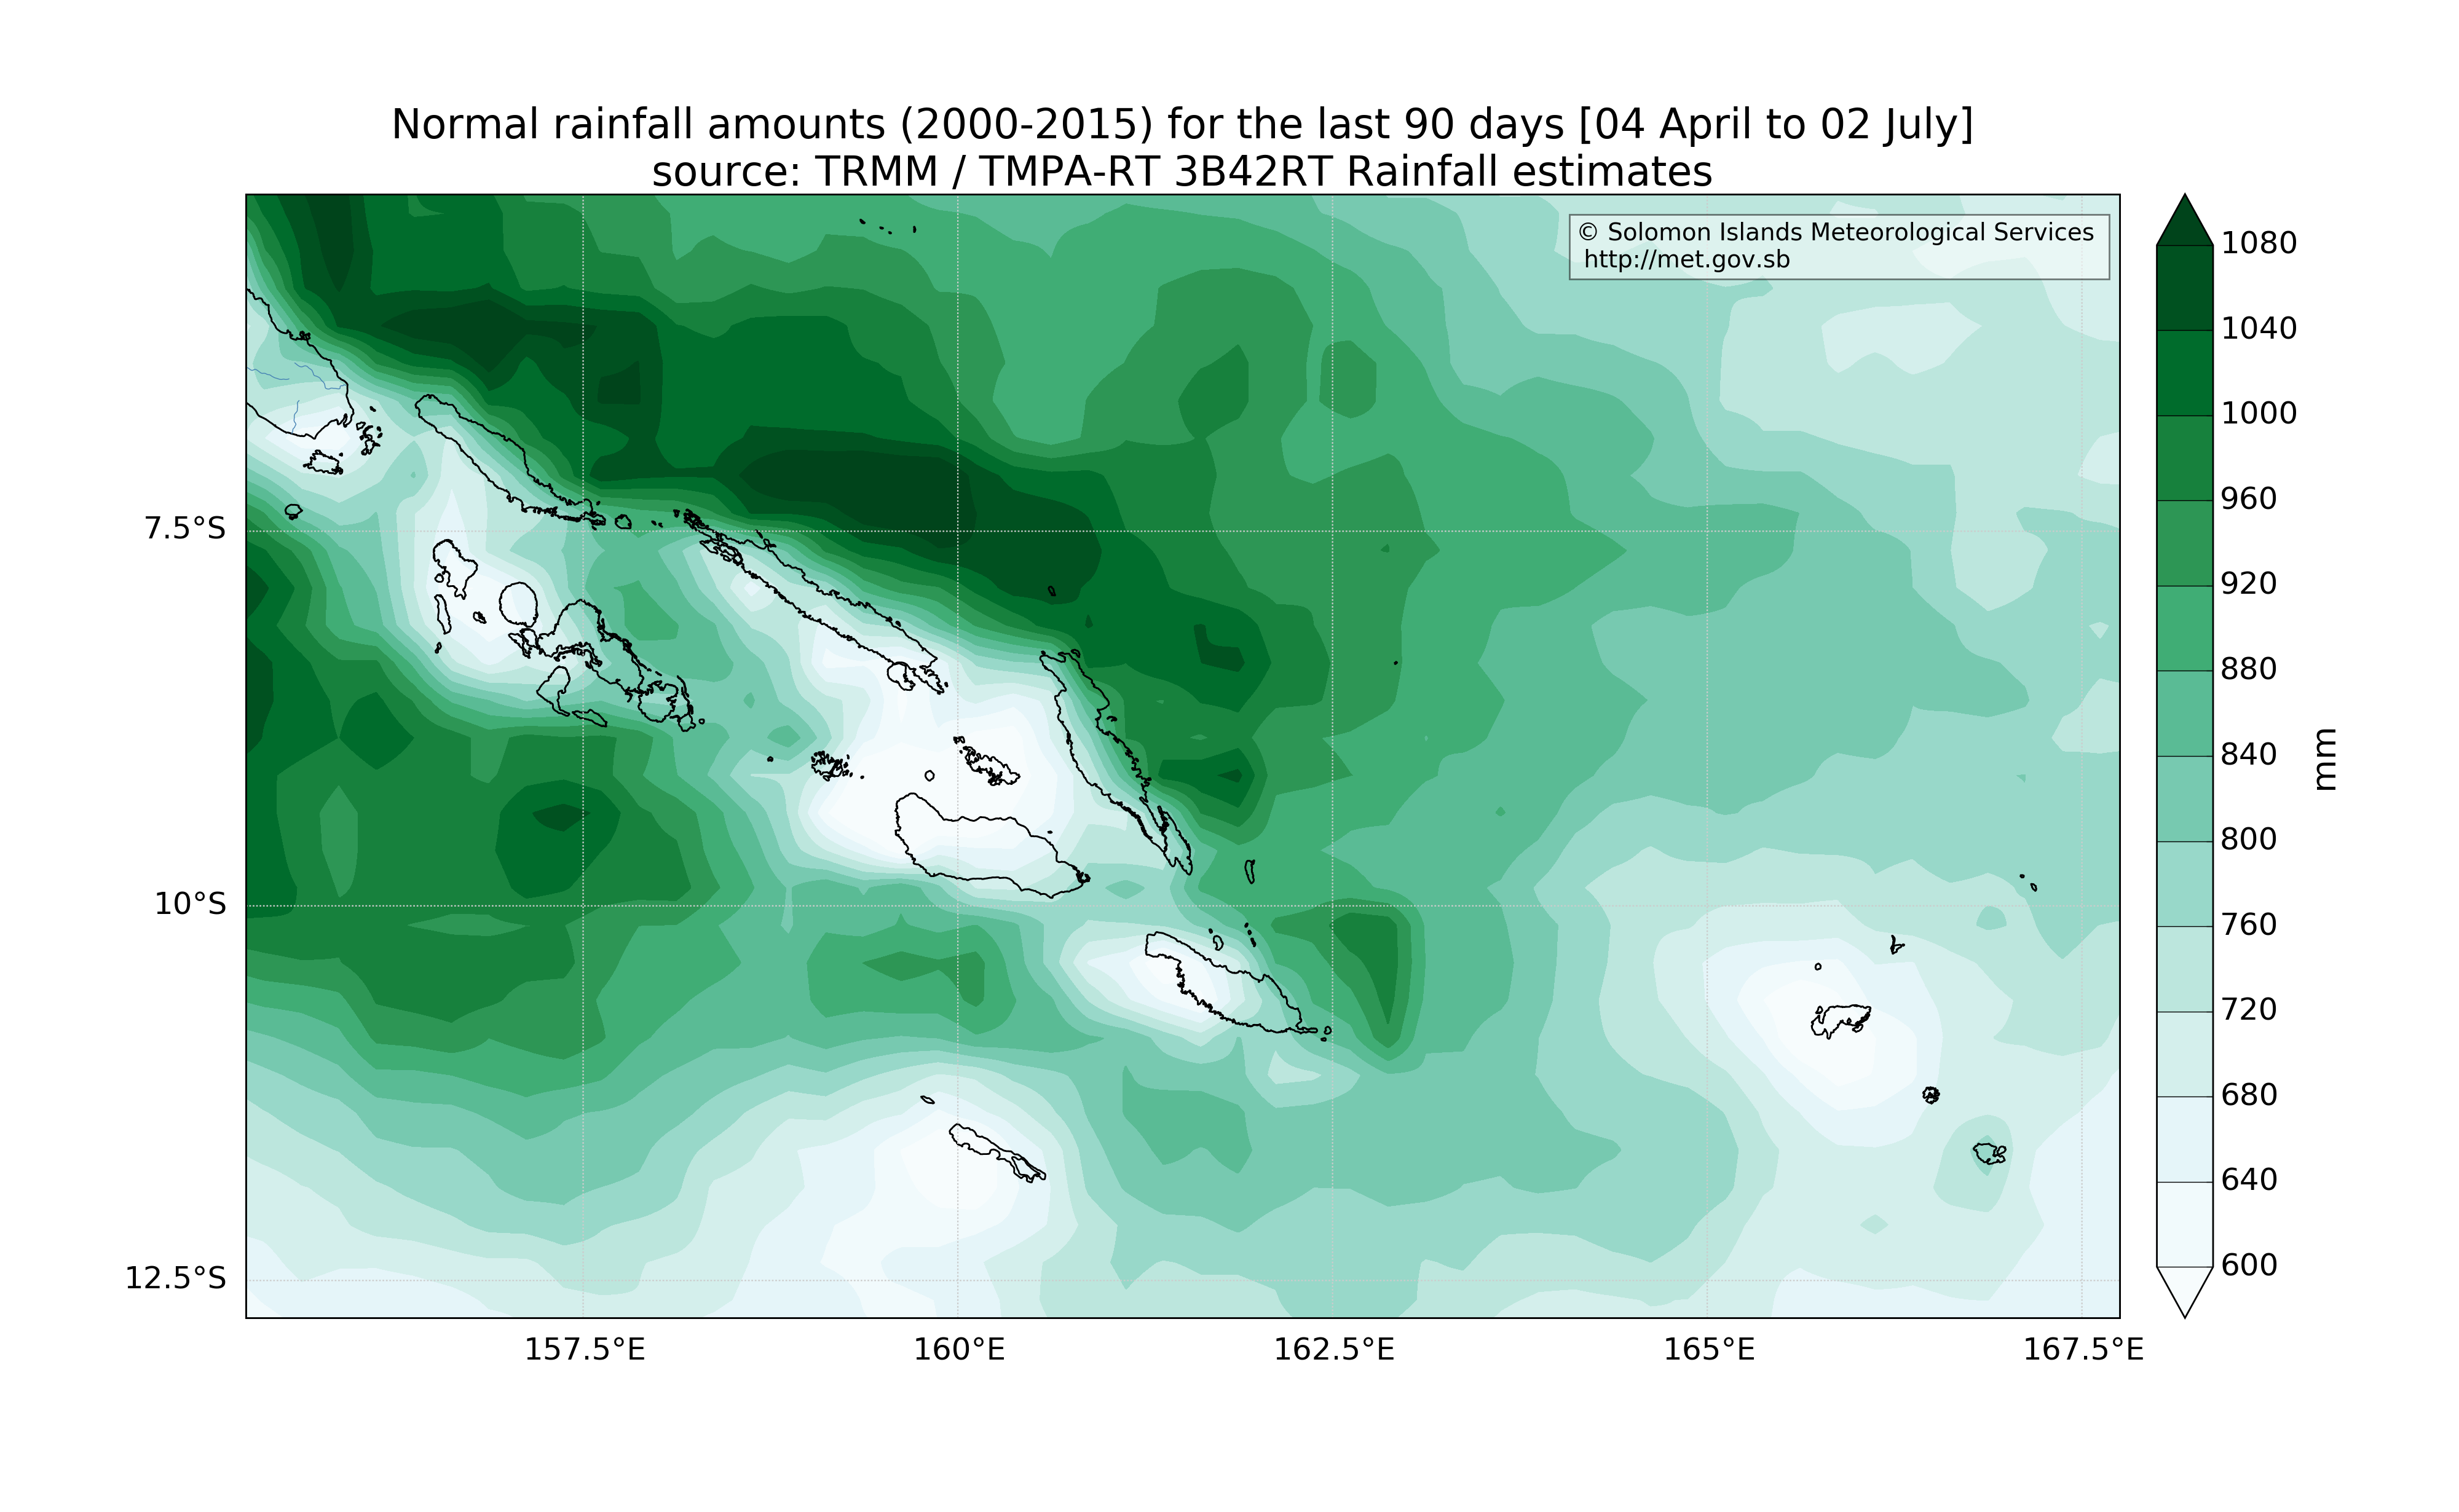 Normal rainfall amounts (2000-2015) for the last 90 days [04 April to 02 July]
source: TRMM / TMPA-RT 3B42RT Rainfall estimates
© Solomon Islands Meteorological Services
http://met.gov.sb
7.5°S
10°S
12.5°S
157.5°E
160°E
162.5°E
165°E
167.5°E
1080
1040
1000
960
920
880
840
800
760
720
680
640
600
mm